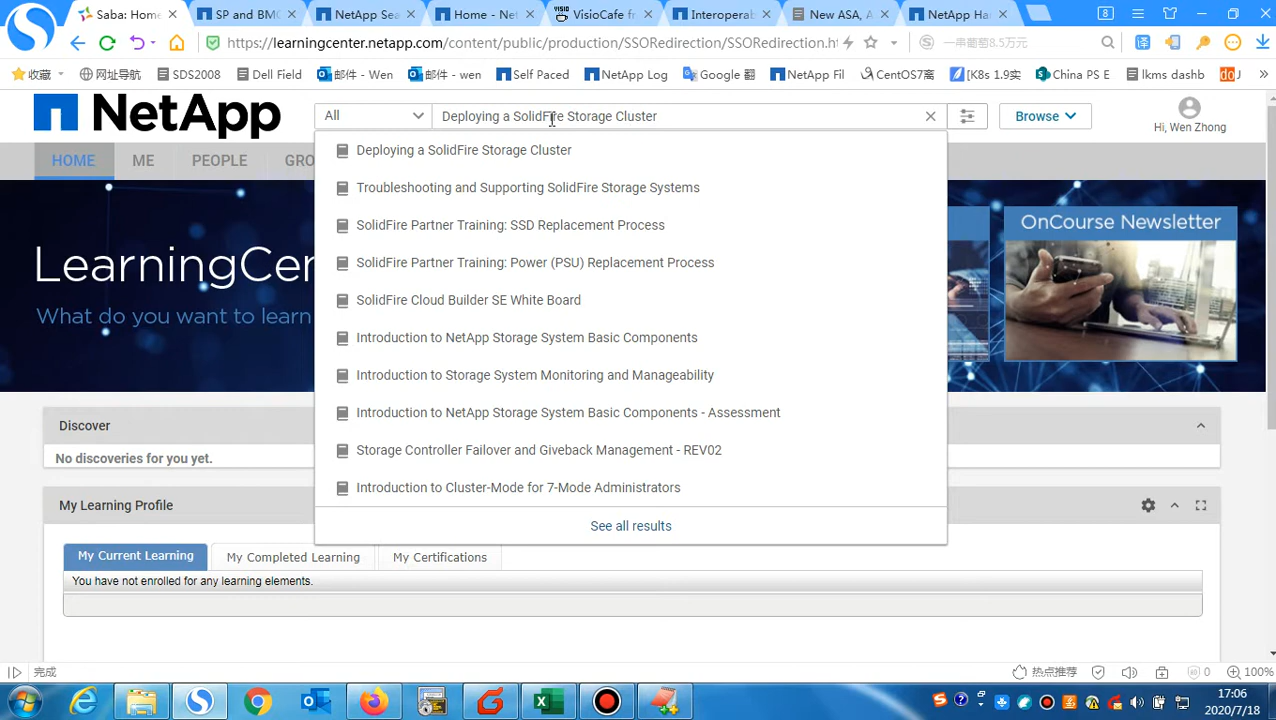 Saba: Home
SP and BMC
NetApp Sea
Home - Net
VISIO
VisioCafe fr
Interoperab
New ASA, A
NetApp Har
8
https://learningcenter.netapp.com/content/public/production/SSORedirection/SSORedirection.ht
一串葡萄8.5万元
译
收藏
网址导航
SDS2008
Dell Field
邮件 - Wen
邮件 - wen
Self Paced
NetApp Log
Google 翻
NetApp Fil
CentOS7窗
[K8s 1.9实
China PS E
lkms dashb
do
J
»
NetApp
All
Deploying a SolidFire Storage Cluster
Browse
Hi, Wen Zhong
HOME
ME
PEOPLE
GRO
Deploying a SolidFire Storage Cluster
Troubleshooting and Supporting SolidFire Storage Systems
SolidFire Partner Training: SSD Replacement Process
SolidFire Partner Training: Power (PSU) Replacement Process
SolidFire Cloud Builder SE White Board
Introduction to NetApp Storage System Basic Components
Introduction to Storage System Monitoring and Manageability
Introduction to NetApp Storage System Basic Components - Assessment
Storage Controller Failover and Giveback Management - REV02
Introduction to Cluster-Mode for 7-Mode Administrators
See all results
LearningCen
What do you want to learn
OnCourse Newsletter
Discover
No discoveries for you yet.
My Learning Profile
My Current Learning
My Completed Learning
My Certifications
You have not enrolled for any learning elements.
完成
热点推荐
0
100%
17:06
2020/7/18